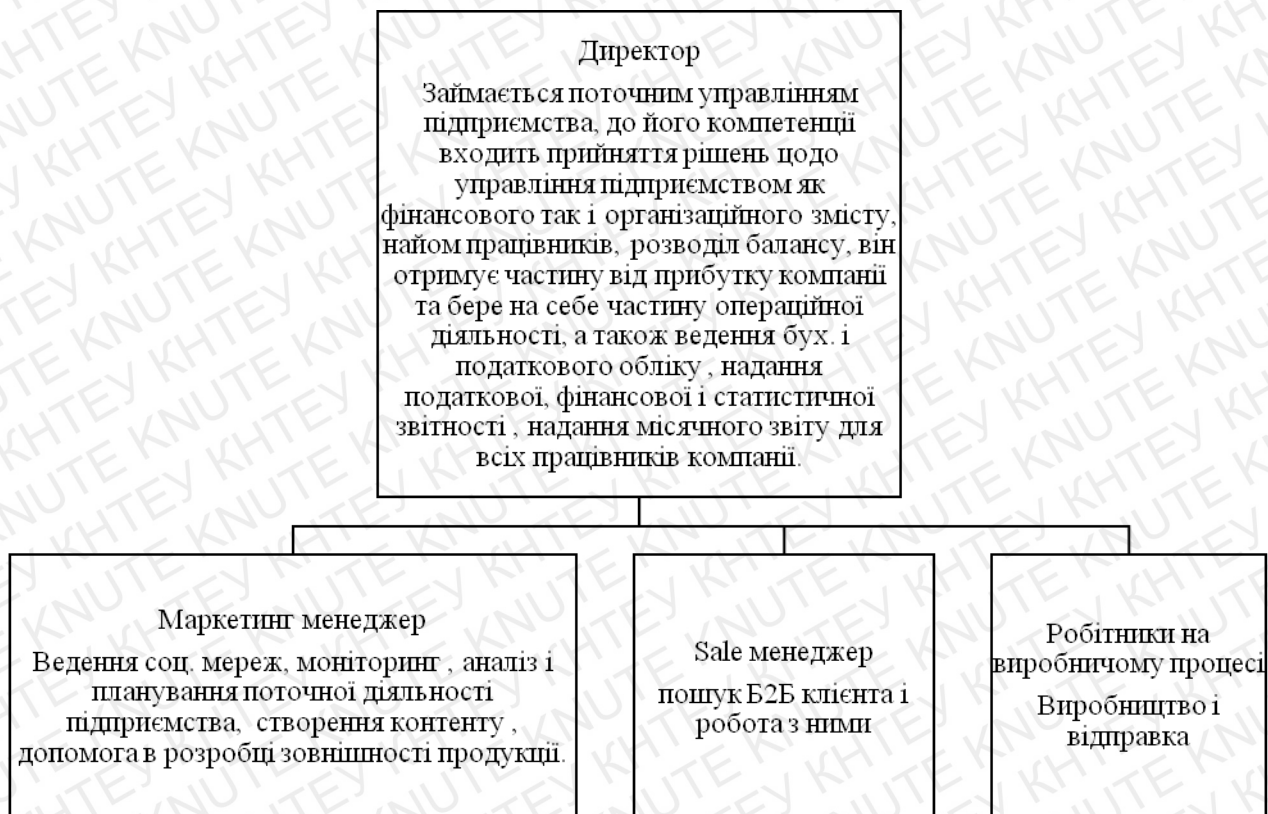 Директор
Займається поточним управлінням
підприємства, до його компетенції
входить прийняття рішень цодо
управління підприємством як
фінансового так і організаційного змісту,
найом працівників, розводіл балансу, він
отримує частину від прибутку компанії
та бере на себе частину операційної
діяльності, а також ведення бух. і
податкового обліку , надання
податкової, фінансової і статистичної
звітності , надання місячного звіту для
всіх працівників компанії.
Маркетинг менеджер
Ведення соц. мереж, моніторинг , аналіз і
планування поточної діяльності
підприємства, створення контенту ,
допомога в розробці зовнішності продукції.
Sale менеджер
пошук Б2Б клієнта і
робота з ними
Робітники на
виробничому процесі
Виробництво і
відправка